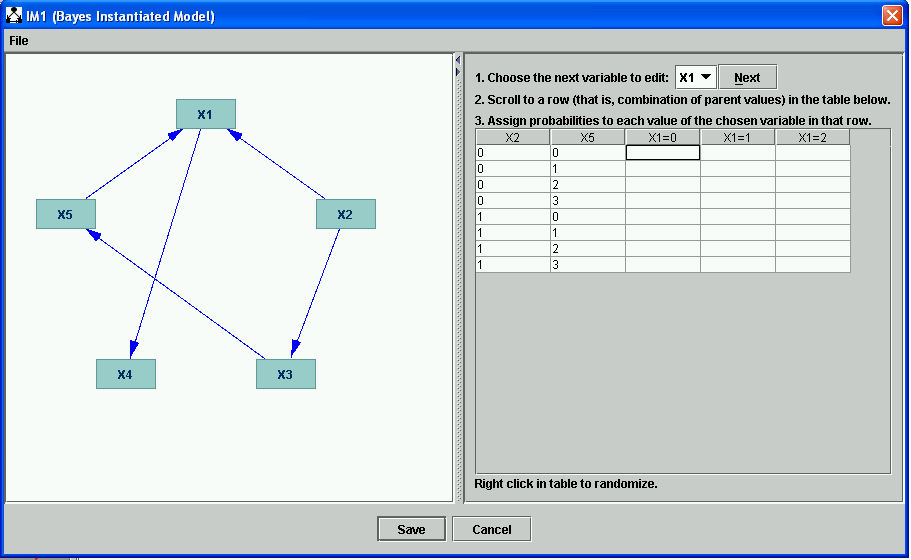 IM1 (Bayes Instantiated Model)
File
X1
X5
X2
X4
X3
1. Choose the next variable to edit: X1 Next
2. Scroll to a row (that is, combination of parent values) in the table below.
3. Assign probabilities to each value of the chosen variable in that row.
X2 X5 X1=0 X1=1 X1=2
0 0
0 1
0 2
0 3
1 0
1 1
1 2
1 3
Right click in table to randomize.
Save Cancel